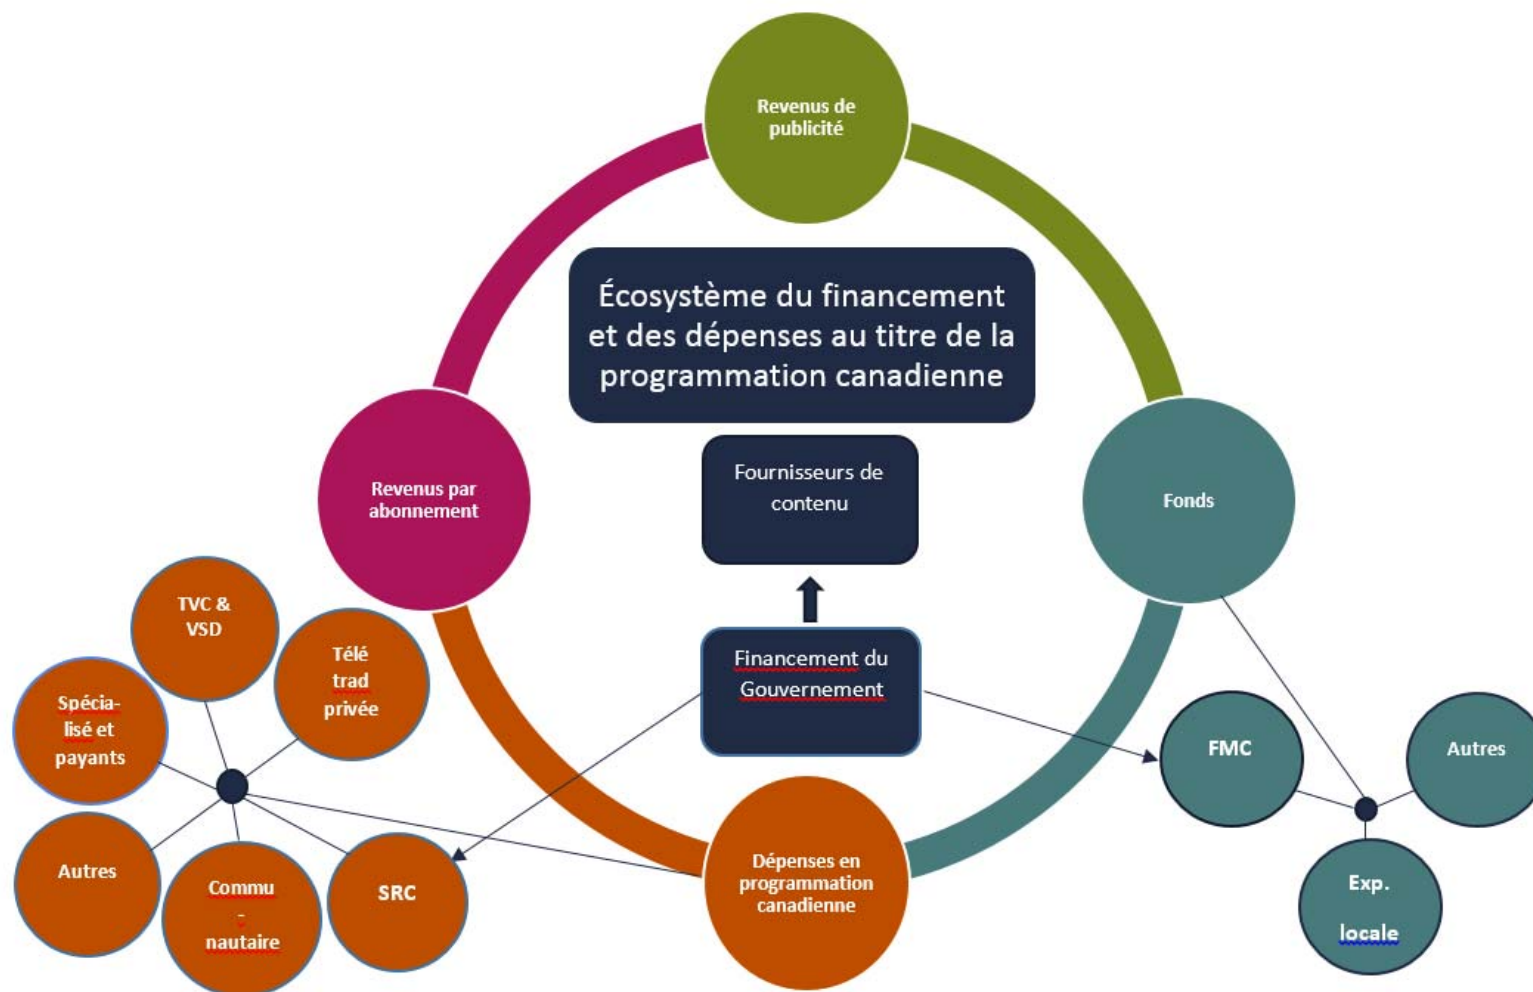 Revenus de
publicité
Écosystème du financement
et des dépenses au titre de la
programmation canadienne
Revenus par
abonnement
Fournisseurs de
contenu
Fonds
TVC &
VSD
Télé
trad
privée
Spécia-
lisé et
payants
Financement du
Gouvernement
FMC
Autres
Autres
Commu
-
nautaire
SRC
Dépenses en
programmation
canadienne
Exp.
locale